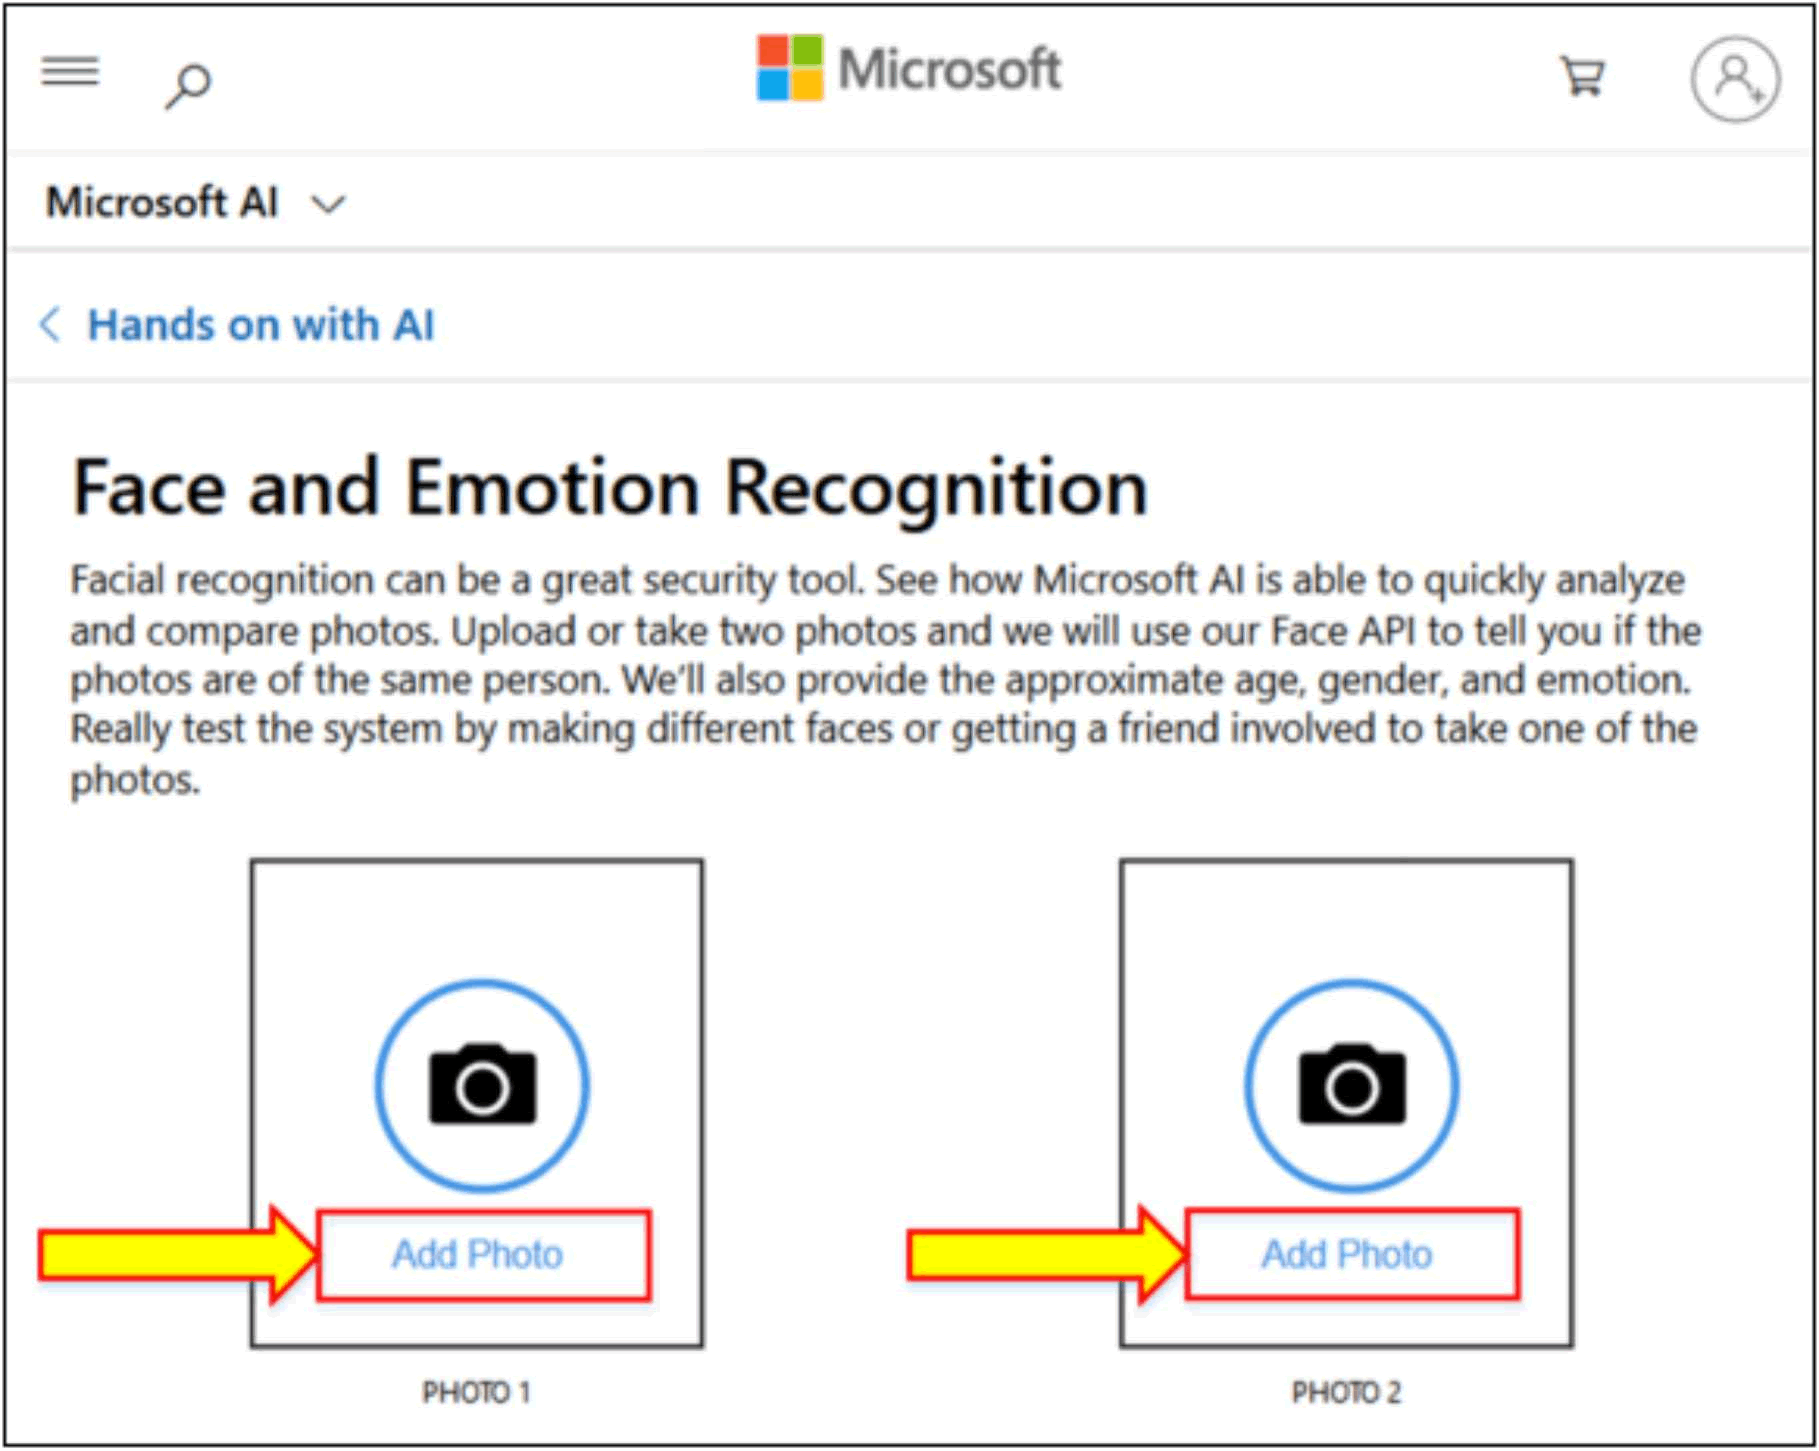 Microsoft
Microsoft AI
Hands on with AI
Face and Emotion Recognition
Facial recognition can be a great security tool. See how Microsoft AI is able to quickly analyze
and compare photos. Upload or take two photos and we will use our Face API to tell you if the
photos are of the same person. We'll also provide the approximate age, gender, and emotion.
Really test the system by making different faces or getting a friend involved to take one of the
photos.
Add Photo
Add Photo
PHOTO 1
PHOTO 2